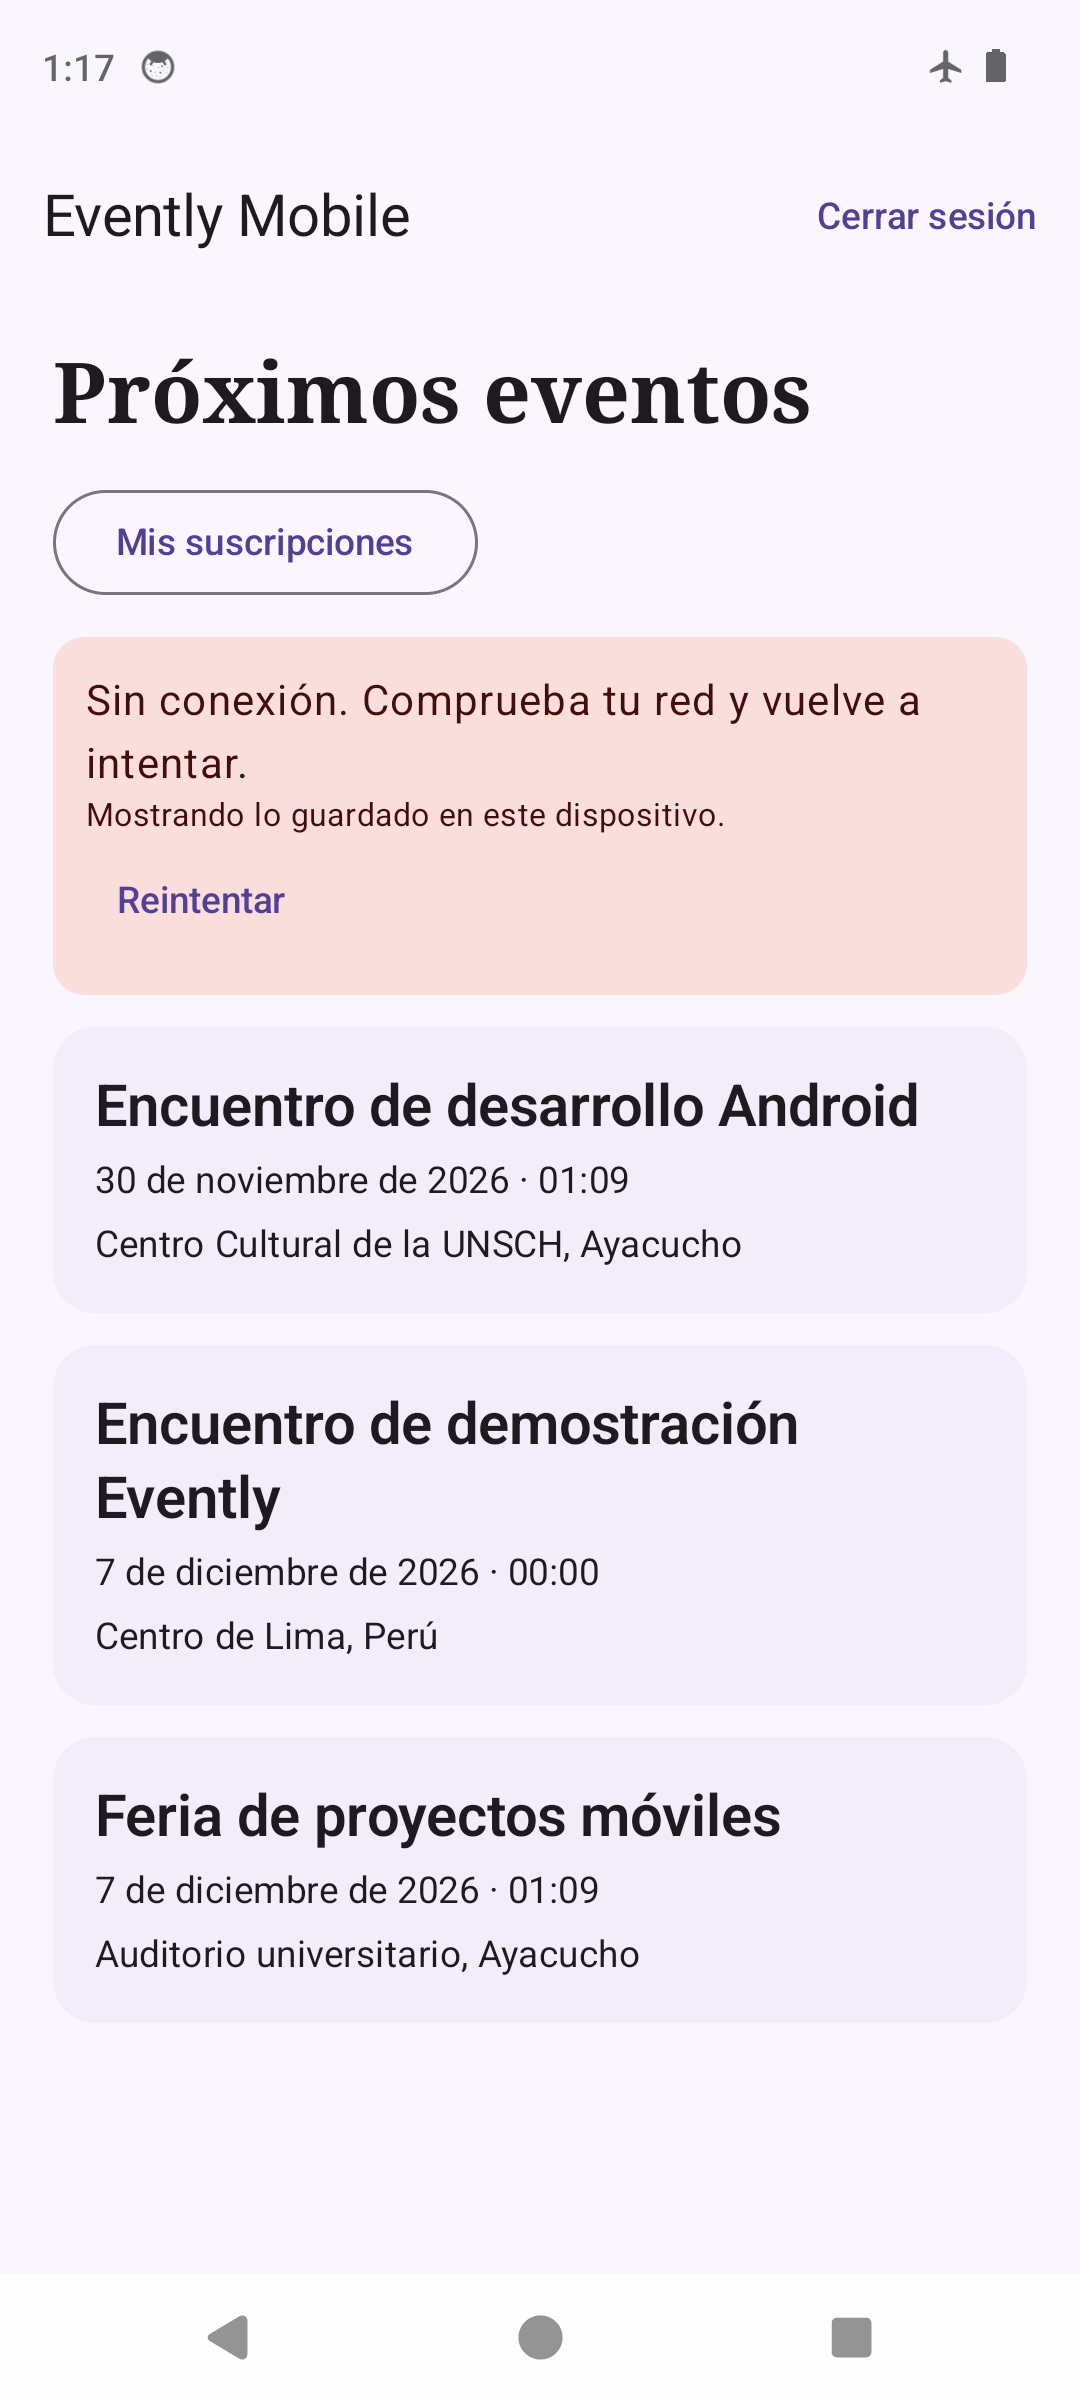 1:17
Evently Mobile
Cerrar sesión
Próximos eventos
Mis suscripciones
Sin conexión. Comprueba tu red y vuelve a
intentar.
Mostrando lo guardado en este dispositivo.
Reintentar
Encuentro de desarrollo Android
30 de noviembre de 2026 · 01:09
Centro Cultural de la UNSCH, Ayacucho
Encuentro de demostración
Evently
7 de diciembre de 2026 · 00:00
Centro de Lima, Perú
Feria de proyectos móviles
7 de diciembre de 2026 · 01:09
Auditorio universitario, Ayacucho